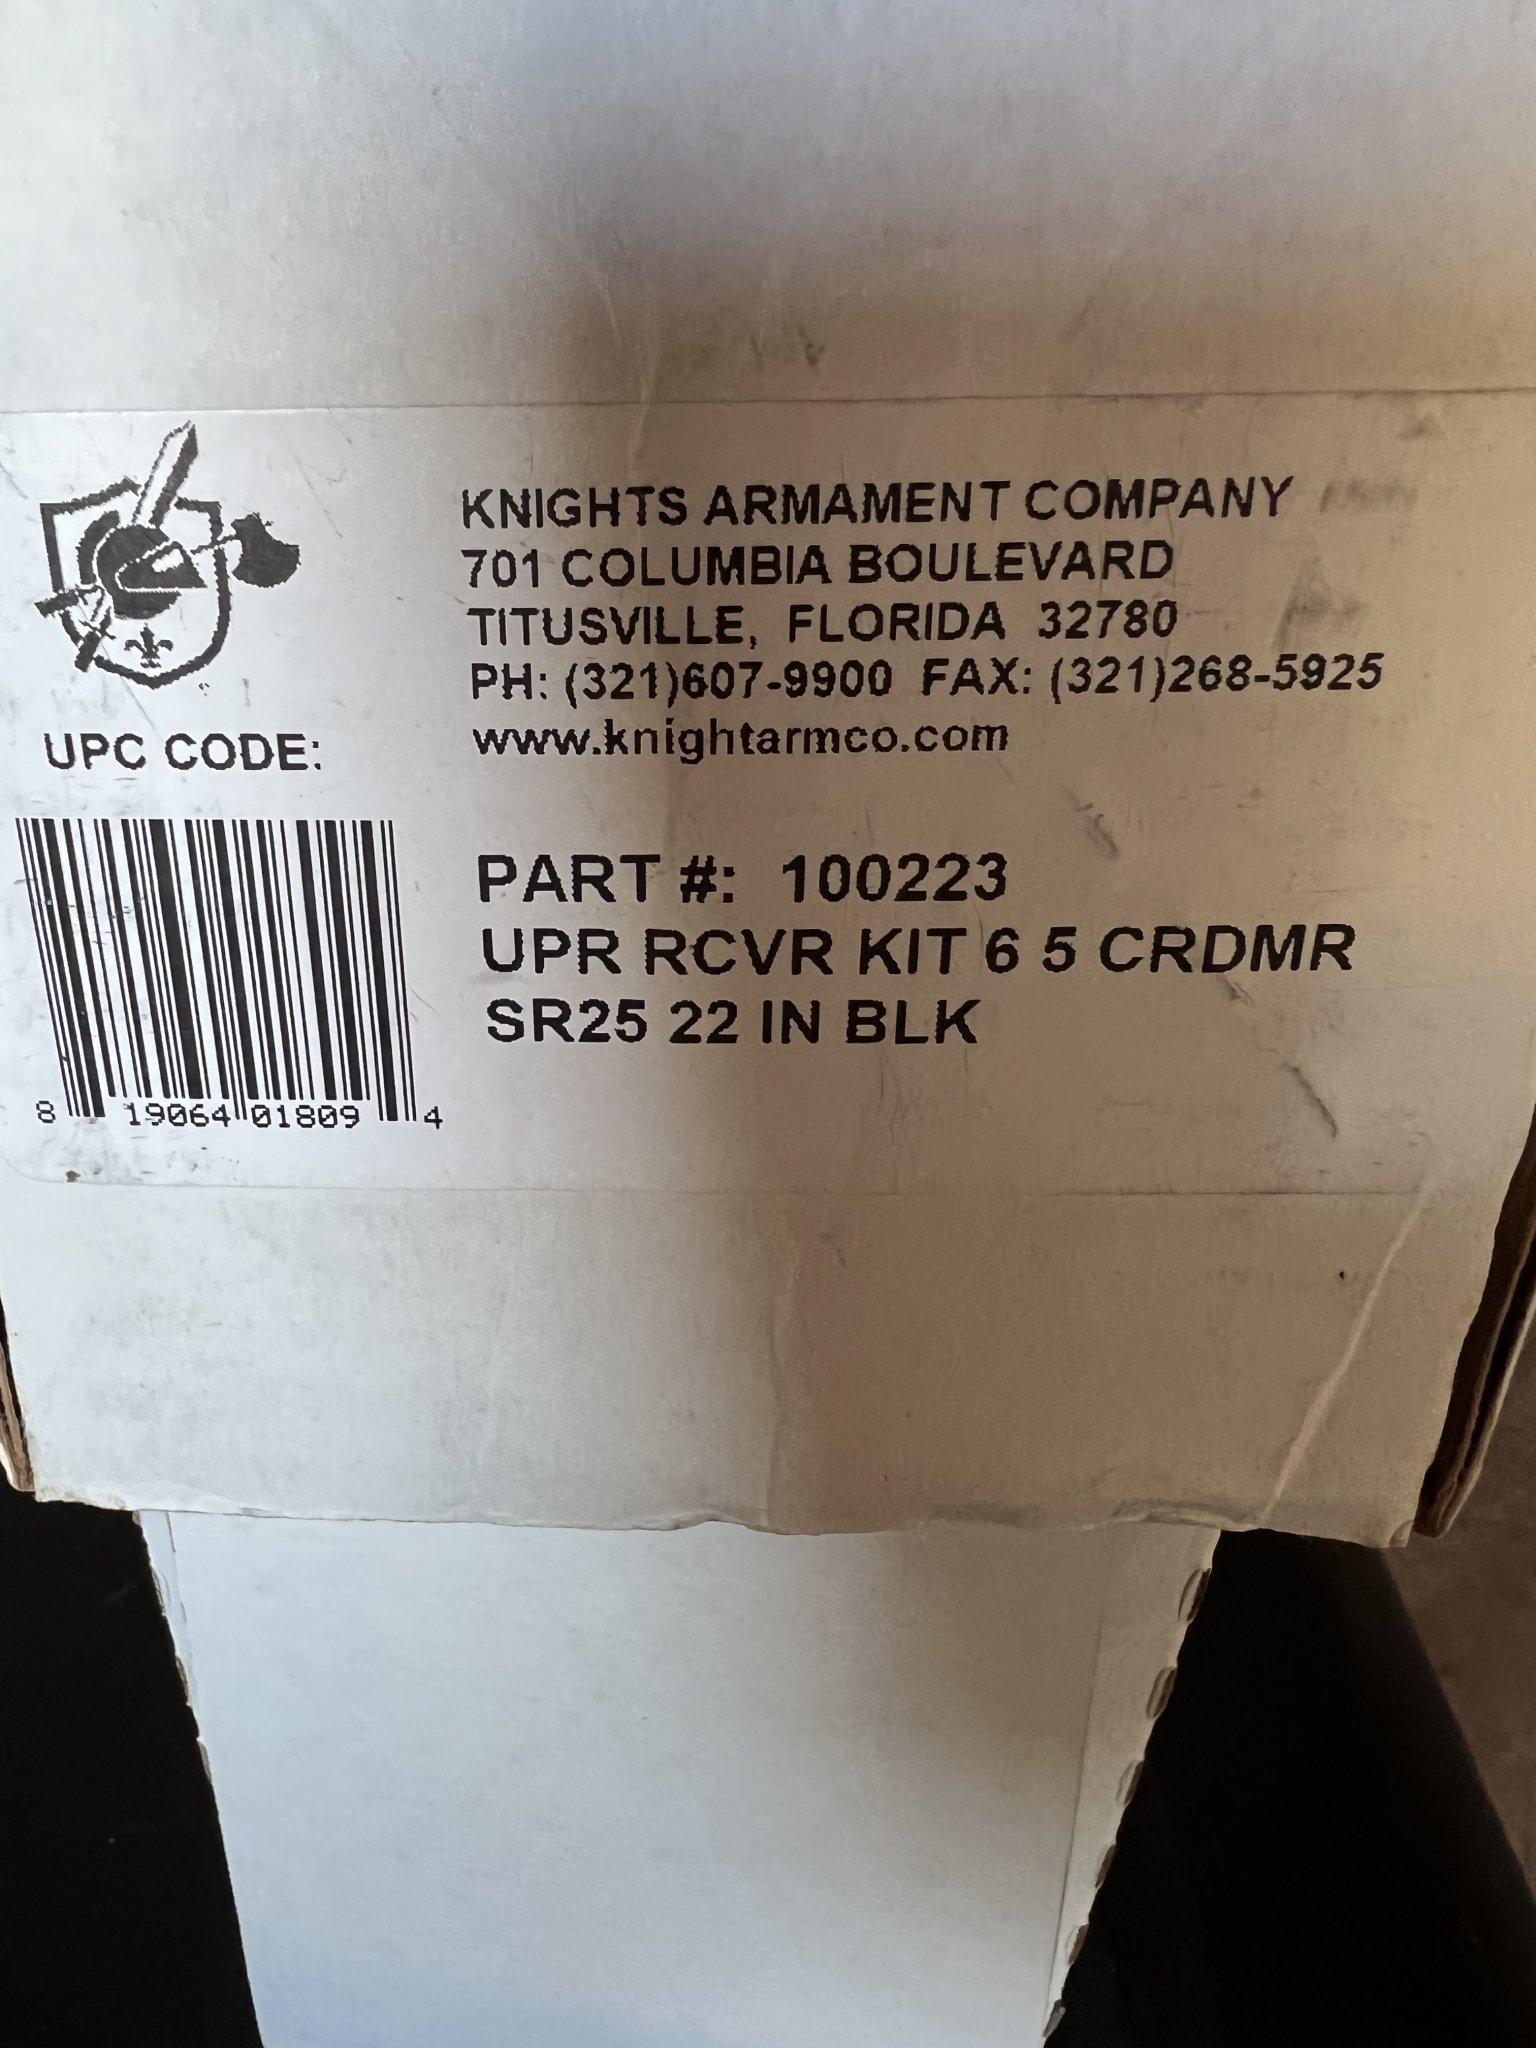 KNIGHTS ARMAMENT COMPANY
701 COLUMBIA BOULEVARD
TITUSVILLE, FLORIDA 32780
PH: (321)607-9900 FAX: (321)268-5925
www.knightarmco.com
UPC CODE:
8 19064 01809 4
PART #: 100223
UPR RCVR KIT 6 5 CRDMR
SR25 22 IN BLK